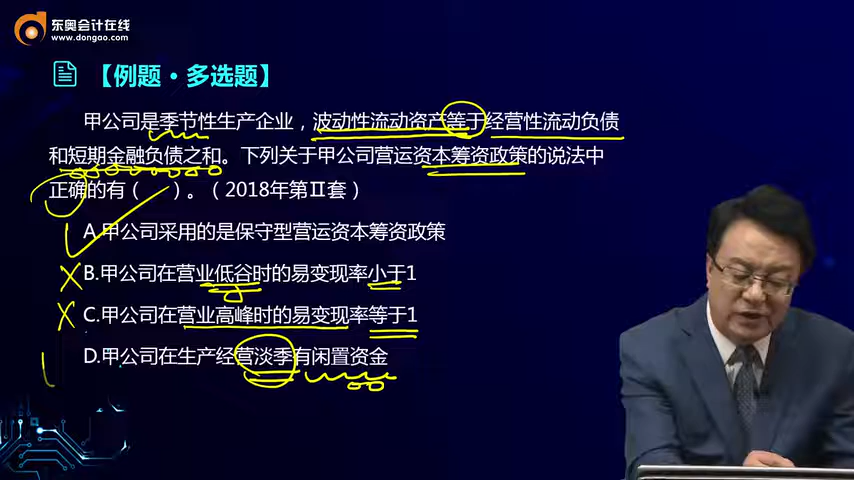 东奥会计在线
www.dongao.com
【例题·多选题】
甲公司是季节性生产企业，波动性流动资产等于经营性流动负债
和短期金融负债之和。下列关于甲公司营运资本筹资政策的说法中
正确的有（ ）。（2018年第Ⅱ套）
A.甲公司采用的是保守型营运资本筹资政策
B.甲公司在营业低谷时的易变现率小于1
C.甲公司在营业高峰时的易变现率等于1
D.甲公司在生产经营淡季有闲置资金